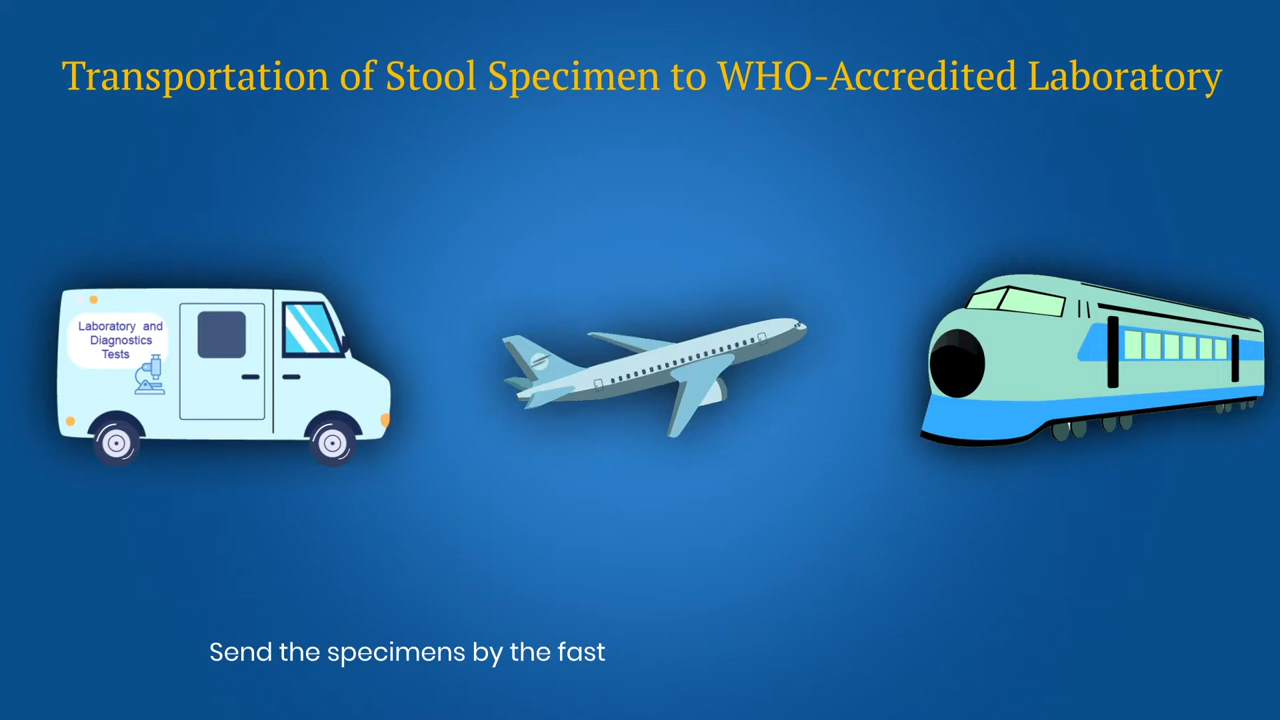 Transportation of Stool Specimen to WHO-Accredited Laboratory
Laboratory and
Diagnostics
Tests
Send the specimens by the fast